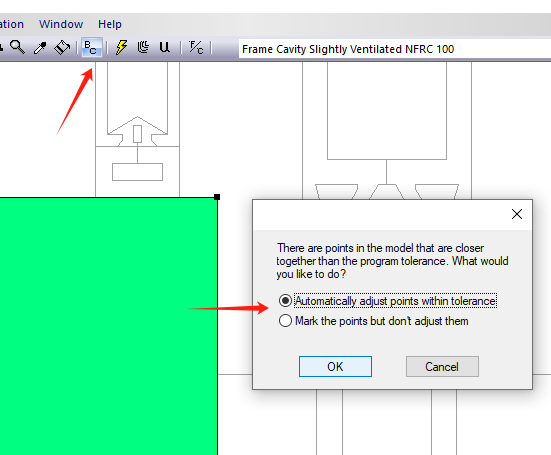 ation Window Help
B C U F/C Frame Cavity Slightly Ventilated NFRC 100
There are points in the model that are closer
together than the program tolerance. What would
you like to do?
Automatically adjust points within tolerance
Mark the points but don't adjust them
OK Cancel